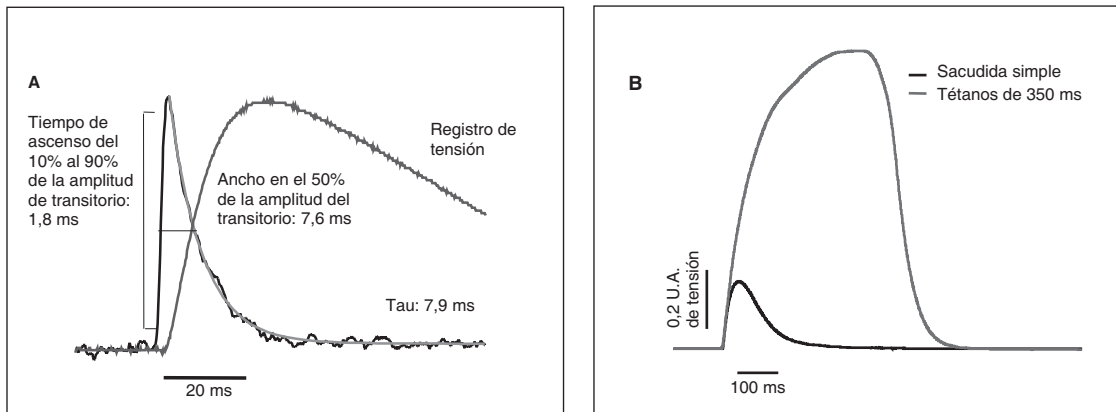 A
Tiempo de
ascenso del
10% al 90%
de la amplitud
de transitorio:
1,8 ms
Ancho en el 50%
de la amplitud del
transitorio: 7,6 ms
Registro de
tensión
Tau: 7,9 ms
20 ms
B
Sacudida simple
Tétanos de 350 ms
0,2 U.A.
de tensión
100 ms